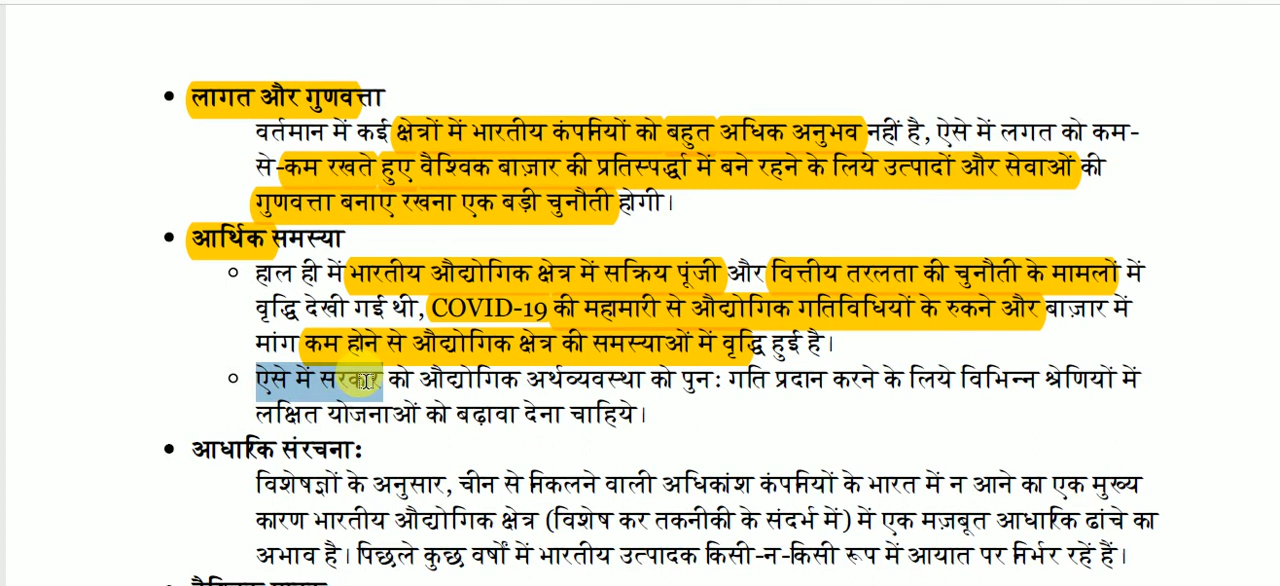 लागत और गुणवत्ता
वर्तमान में कई क्षेत्रों में भारतीय कंपनियों को बहुत अधिक अनुभव नहीं है, ऐसे में लगत को कम-
से-कम रखते हुए वैश्विक बाज़ार की प्रतिस्पर्द्धा में बने रहने के लिये उत्पादों और सेवाओं की
गुणवत्ता बनाए रखना एक बड़ी चुनौती होगी।
आर्थिक समस्या
हाल ही में भारतीय औद्योगिक क्षेत्र में सक्रिय पूंजी और वित्तीय तरलता की चुनौती के मामलों में
वृद्धि देखी गई थी, COVID-19 की महामारी से औद्योगिक गतिविधियों के रुकने और बाज़ार में
मांग कम होने से औद्योगिक क्षेत्र की समस्याओं में वृद्धि हुई है।
ऐसे में सरकार को औद्योगिक अर्थव्यवस्था को पुनः गति प्रदान करने के लिये विभिन्न श्रेणियों में
लक्षित योजनाओं को बढ़ावा देना चाहिये।
आधारिक संरचना:
विशेषज्ञों के अनुसार, चीन से निकलने वाली अधिकांश कंपनियों के भारत में न आने का एक मुख्य
कारण भारतीय औद्योगिक क्षेत्र (विशेष कर तकनीकी के संदर्भ में) में एक मज़बूत आधारिक ढांचे का
अभाव है। पिछले कुछ वर्षों में भारतीय उत्पादक किसी-न-किसी रूप में आयात पर निर्भर रहें हैं।